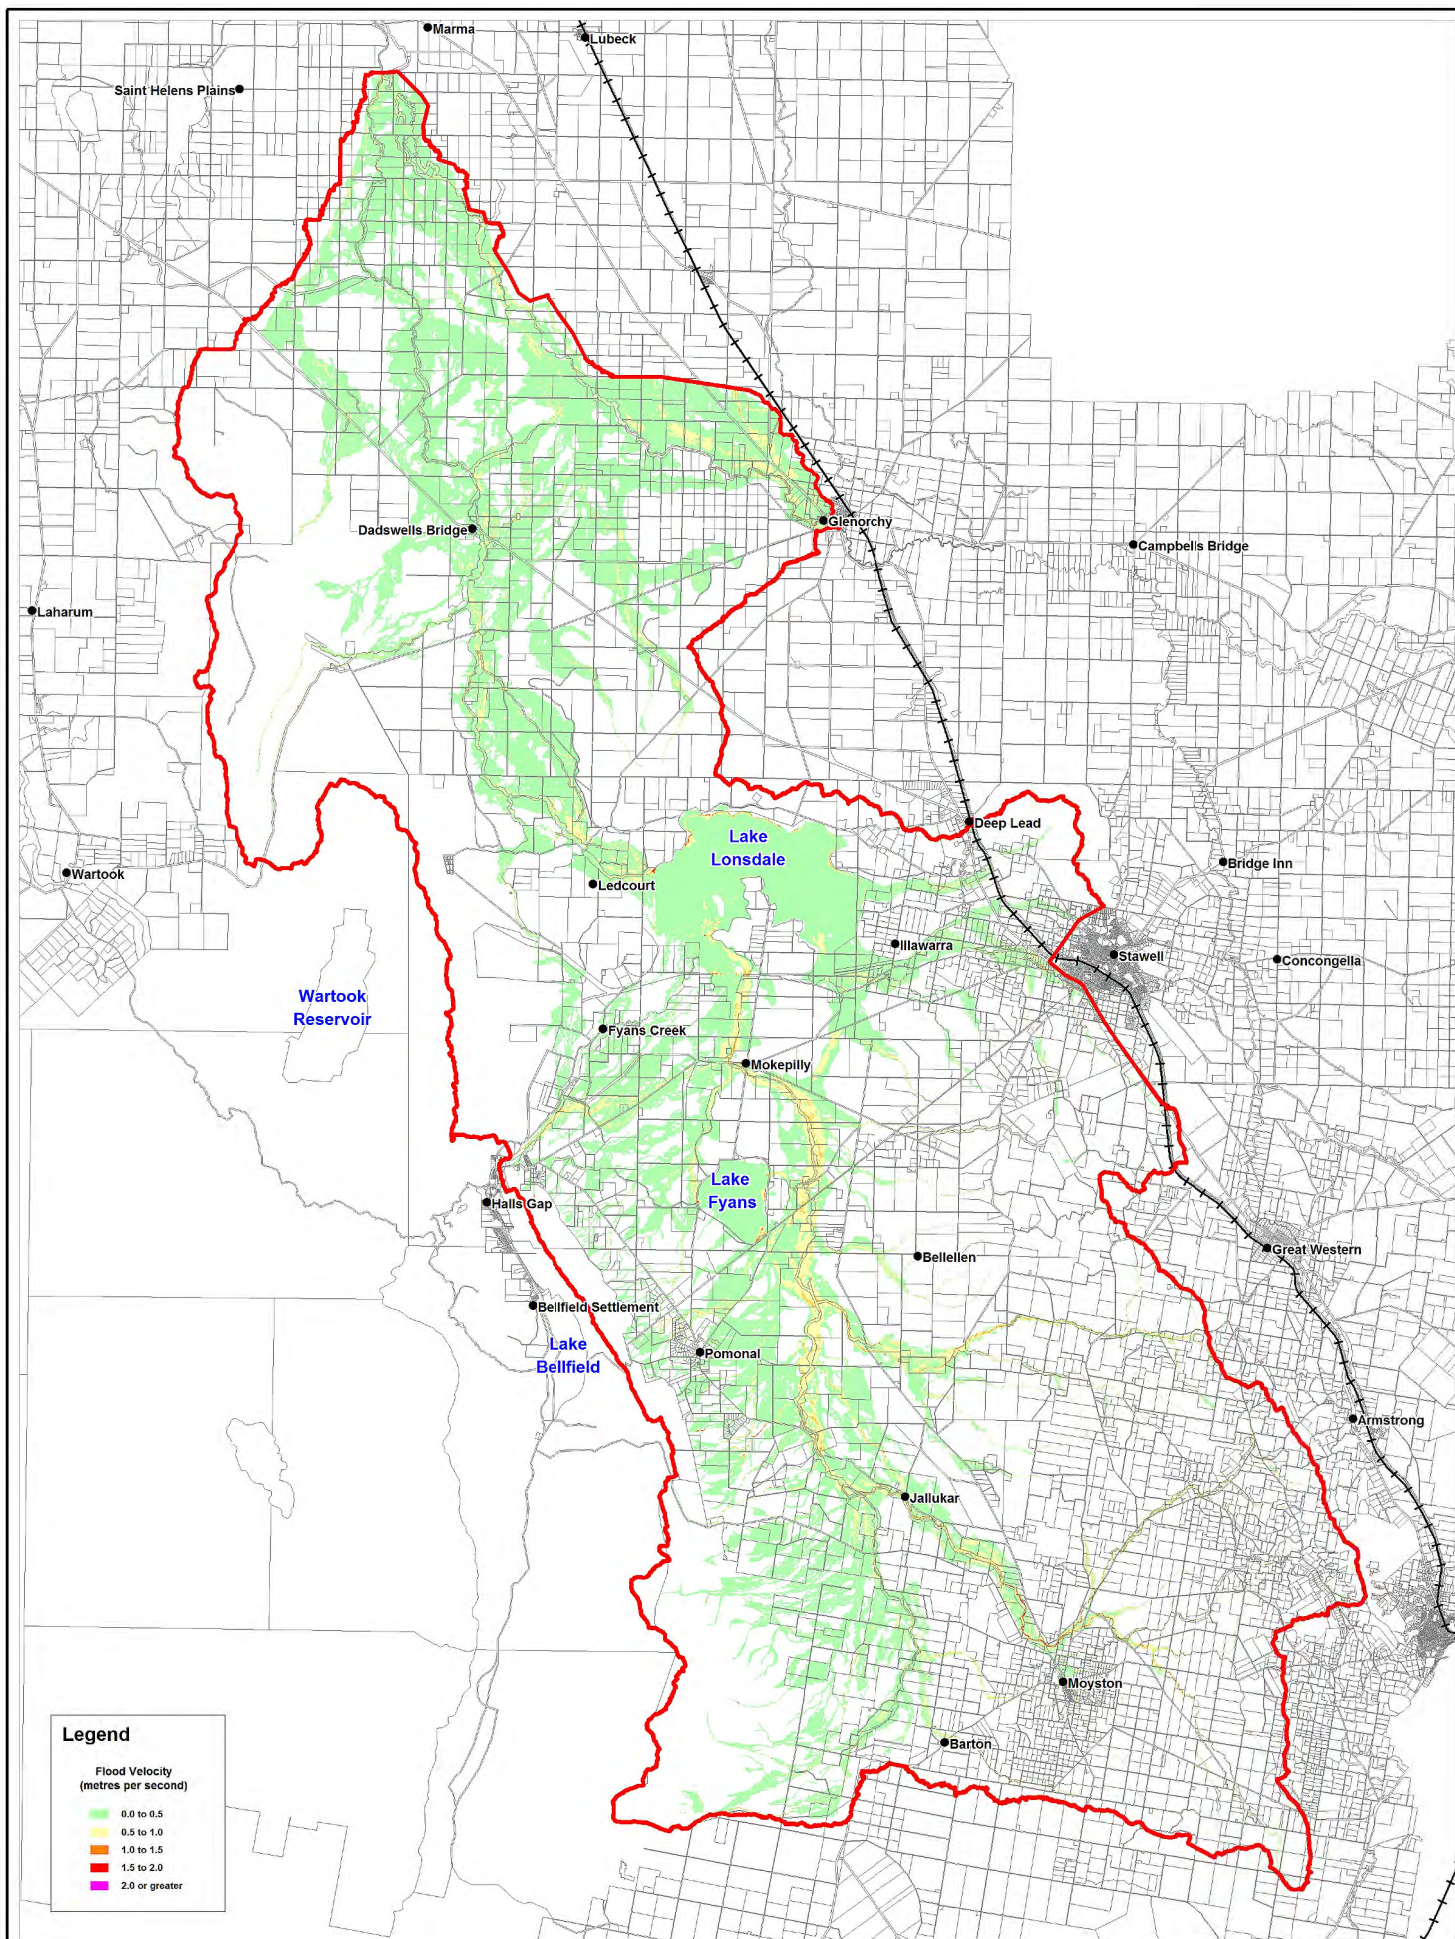 Marma
Lubeck
Saint Helens Plains
Glenorchy
Dadswells Bridge
Campbells Bridge
Laharum
Deep Lead
Lake
Lonsdale
Bridge Inn
Wartook
Ledcourt
Illawarra
Stawell
Concongella
Wartook
Reservoir
Fyans Creek
Mokepilly
Lake
Fyans
Halls Gap
Great Western
Bellellen
Bellfield Settlement
Lake
Bellfield
Pomonal
Armstrong
Jallukar
Moyston
Barton
Legend
Flood Velocity
(metres per second)
0.0 to 0.5
0.5 to 1.0
1.0 to 1.5
1.5 to 2.0
2.0 or greater